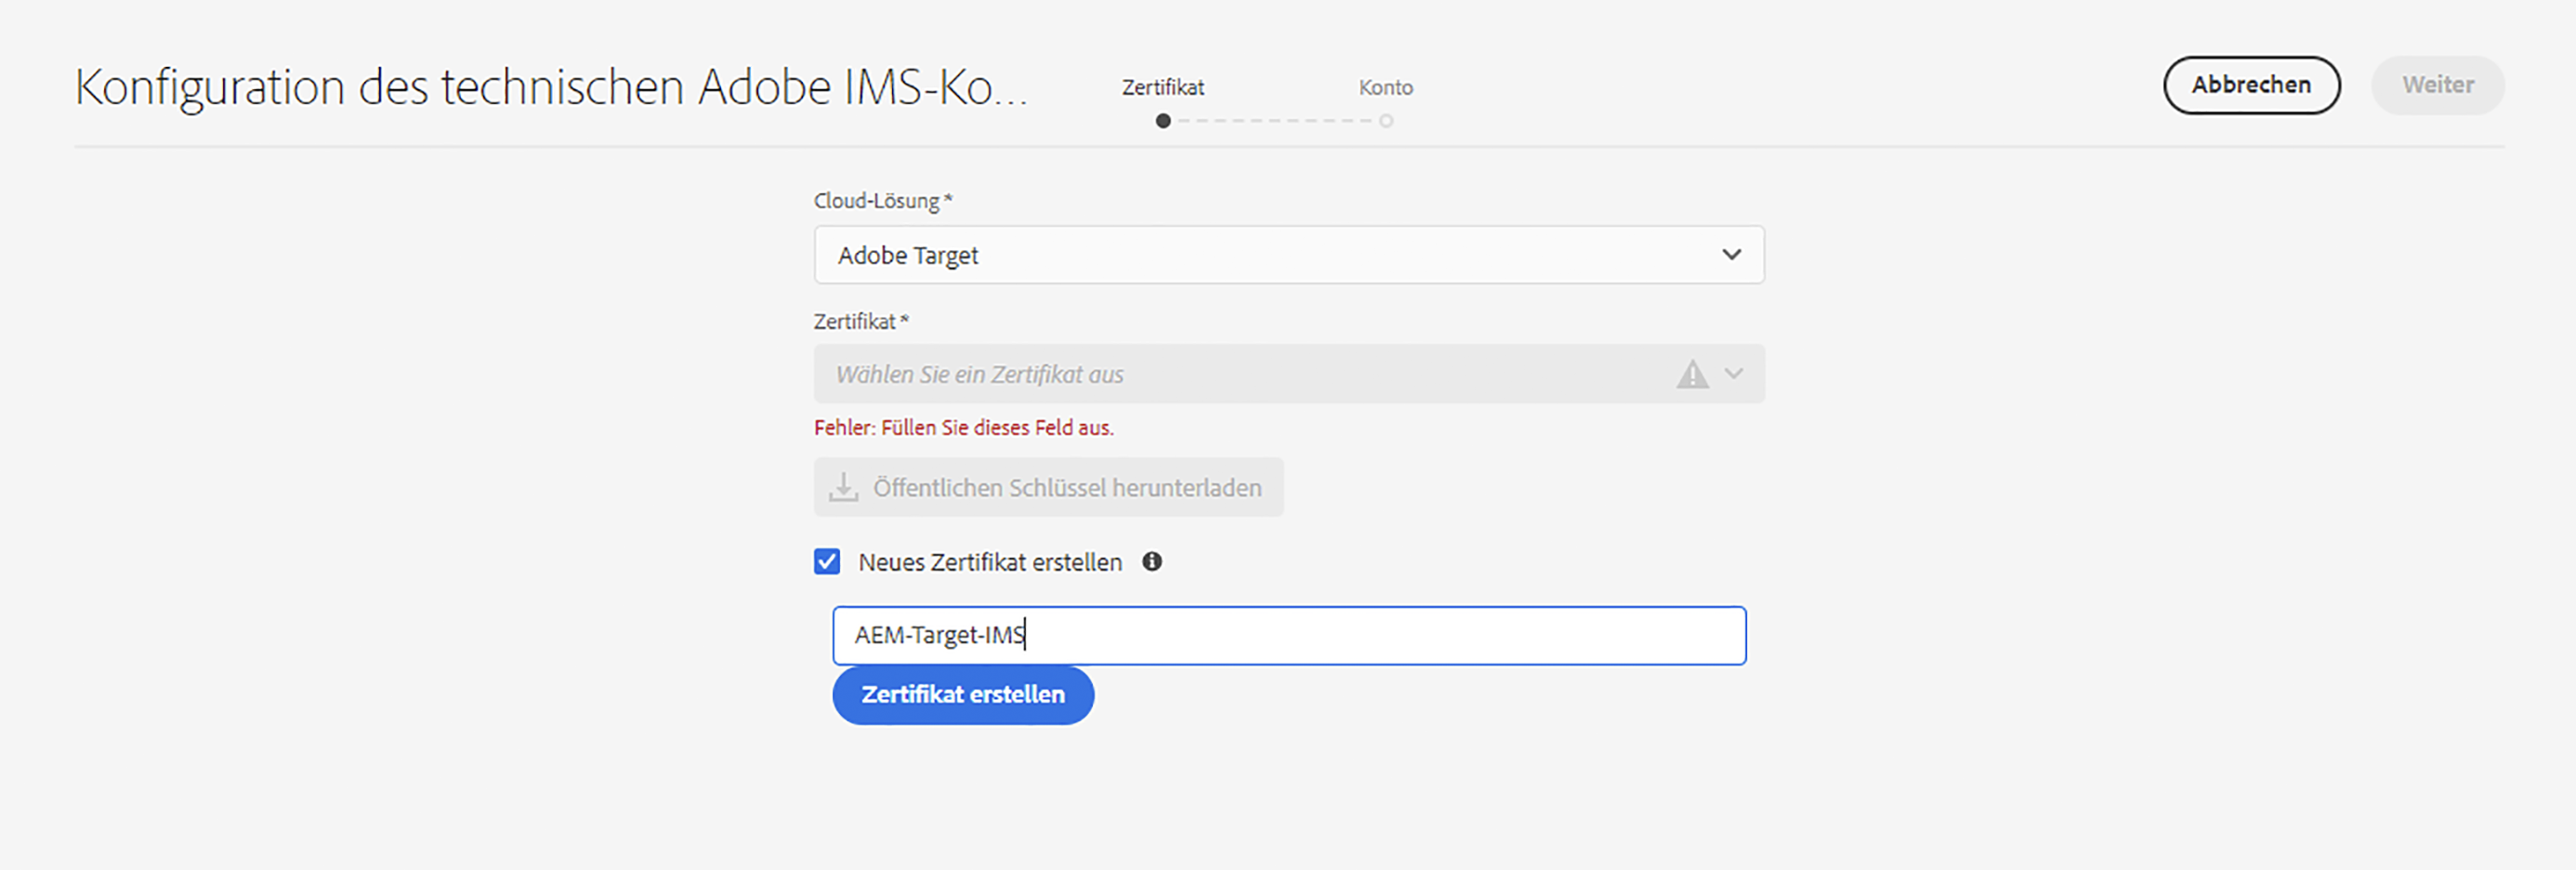 Konfiguration des technischen Adobe IMS-Ko...
Zertifikat
Konto
Abbrechen
Weiter
Cloud-Lösung *
Adobe Target
Zertifikat *
Wählen Sie ein Zertifikat aus
Fehler: Füllen Sie dieses Feld aus.
Öffentlichen Schlüssel herunterladen
Neues Zertifikat erstellen
AEM-Target-IMS
Zertifikat erstellen